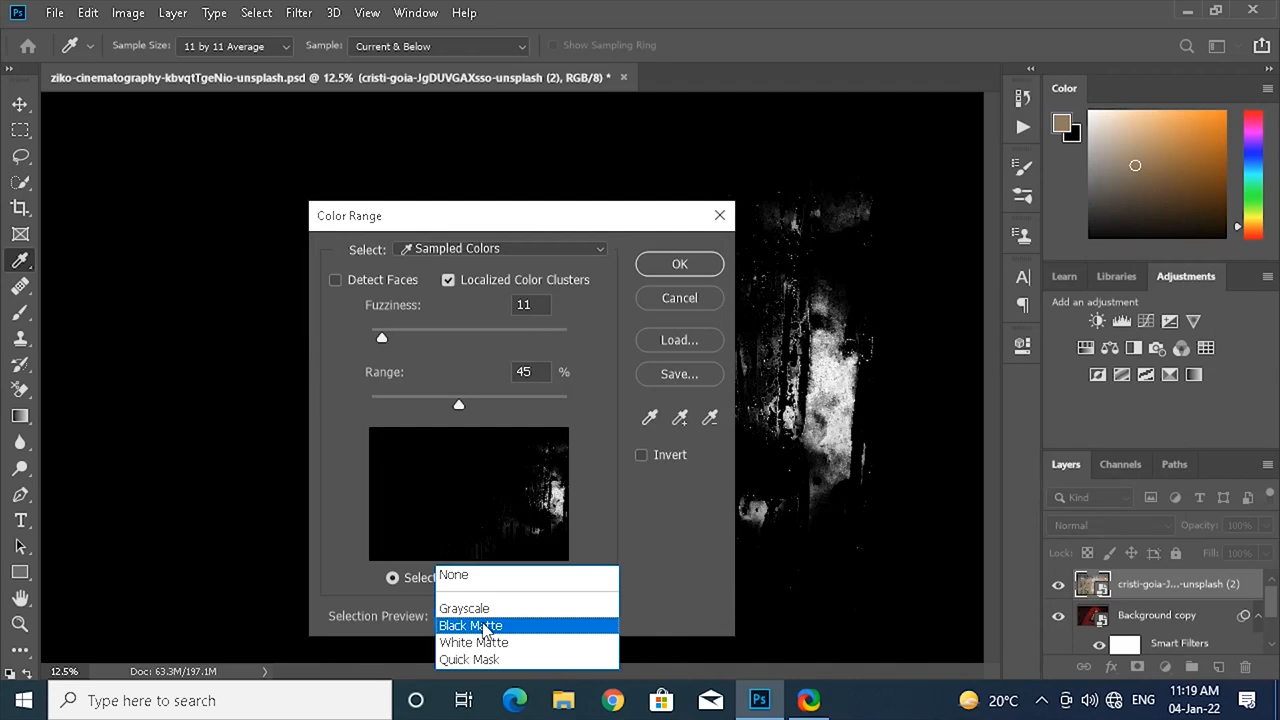 Ps File Edit Image Layer Type Select Filter 3D View Window Help
Sample Size: 11 by 11 Average Sample: Current & Below Show Sampling Ring
ziko-cinematography-kbvqtTgeNio-unsplash.psd @ 12.5% (cristi-goia-JgDUVGAXsso-unsplash (2), RGB/8) * ×
Color
Color Range
Select: Sampled Colors
OK
Detect Faces Localized Color Clusters
Fuzziness: 11
Cancel
Load...
Range: 45 %
Save...
Invert
Select
None
Grayscale
Black Matte
White Matte
Quick Mask
Selection Preview:
Learn Libraries Adjustments
Add an adjustment
Layers Channels Paths
Kind
Normal Opacity: 100%
Lock: Fill: 100%
cristi-goia-J...-unsplash (2)
Background copy
Smart Filters
12.5% Doc: 63.3M/197.1M
Type here to search
Ps
20°C ENG
11:19 AM
04-Jan-22